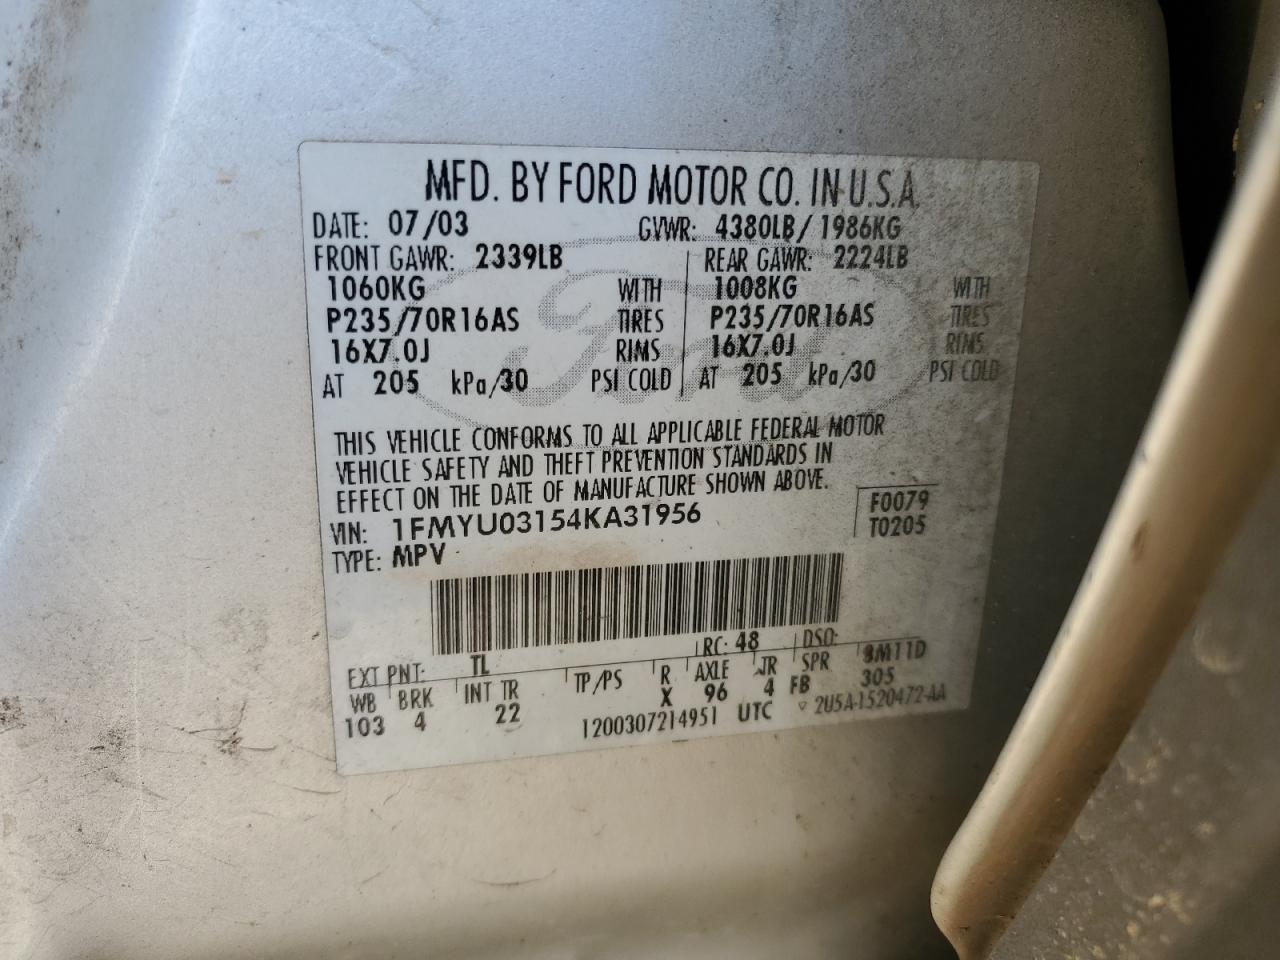 MFD. BY FORD MOTOR CO. IN U.S.A.
DATE: 07/03 GVWR: 4380LB/ 1986KG
FRONT GAWR: 2339LB REAR GAWR: 2224LB
1060KG WITH 1008KG WITH
P235/70R16AS TIRES P235/70R16AS TIRES
16X7.0J RIMS 16X7.0J RIMS
AT 205 kPa/30 PSI COLD AT 205 kPa/30 PSI COLD
Ford
THIS VEHICLE CONFORMS TO ALL APPLICABLE FEDERAL MOTOR
VEHICLE SAFETY AND THEFT PREVENTION STANDARDS IN
EFFECT ON THE DATE OF MANUFACTURE SHOWN ABOVE.
VIN: 1FMYU03154KA31956 F0079
TYPE: MPV T0205
EXT PNT: TL RC: 48 DSO:
WB BRK INT TR TP/PS R AXLE JR SPR 8M11D
103 4 22 X 96 4 FB 305
1200307214951 UTC ▽ 2U5A-1520472-AA